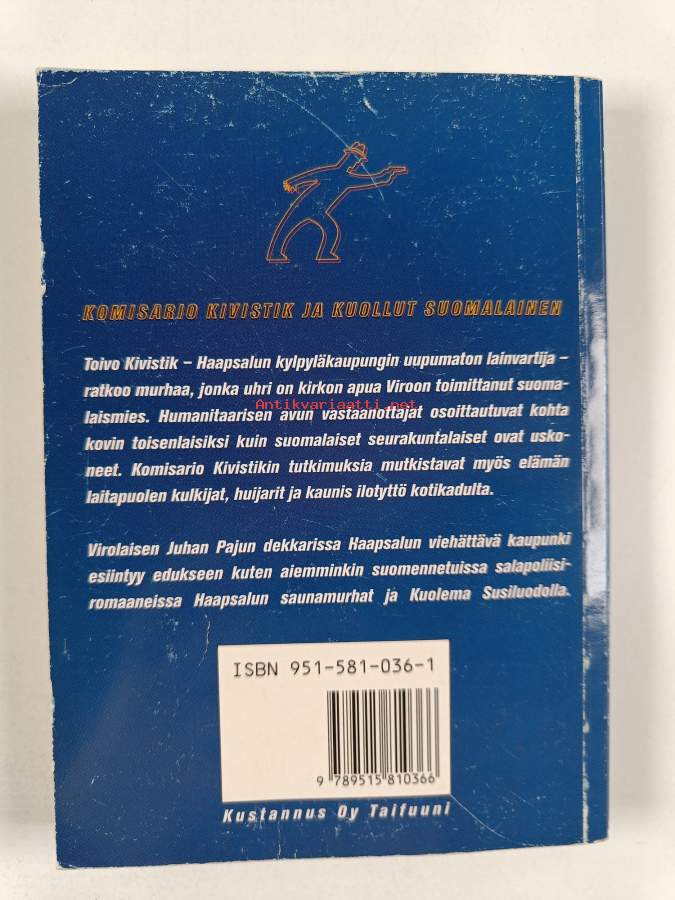 KOMISARIO KIVISTIK JA KUOLLUT SUOMALAINEN
Toivo Kivistik – Haapsalun kylpyläkaupungin uupumaton lainvartija –
ratkoo murhaa, jonka uhri on kirkon apua Viroon toimittanut suoma-
laismies. Humanitaarisen avun vastaanottajat osoittautuvat kohta
Antikvariaatti.net
kovin toisenlaisiksi kuin suomalaiset seurakuntalaiset ovat usko-
neet. Komisario Kivistikin tutkimuksia mutkistavat myös elämän
laitapuolen kulkijat, huijarit ja kaunis ilotyttö kotikadulta.
Virolaisen Juhan Pajun dekkarissa Haapsalun viehättävä kaupunki
esiintyy edukseen kuten aiemminkin suomennetuissa salapoliisi-
romaaneissa Haapsalun saunamurhat ja Kuolema Susiluodolla.
ISBN 951-581-036-1
9 789515 810366
Kustannus Oy Taifuuni